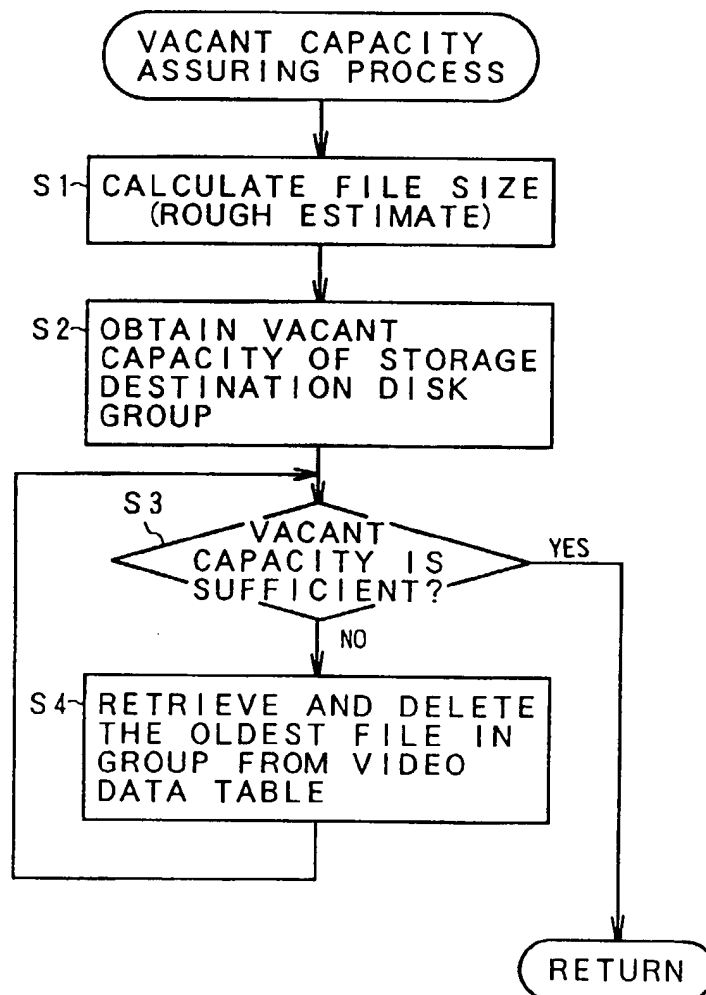 VACANT CAPACITY
ASSURING PROCESS
S1
CALCULATE FILE SIZE
(ROUGH ESTIMATE)
S2
OBTAIN VACANT
CAPACITY OF STORAGE
DESTINATION DISK
GROUP
S3
VACANT
CAPACITY IS
SUFFICIENT?
YES
NO
S4
RETRIEVE AND DELETE
THE OLDEST FILE IN
GROUP FROM VIDEO
DATA TABLE
RETURN